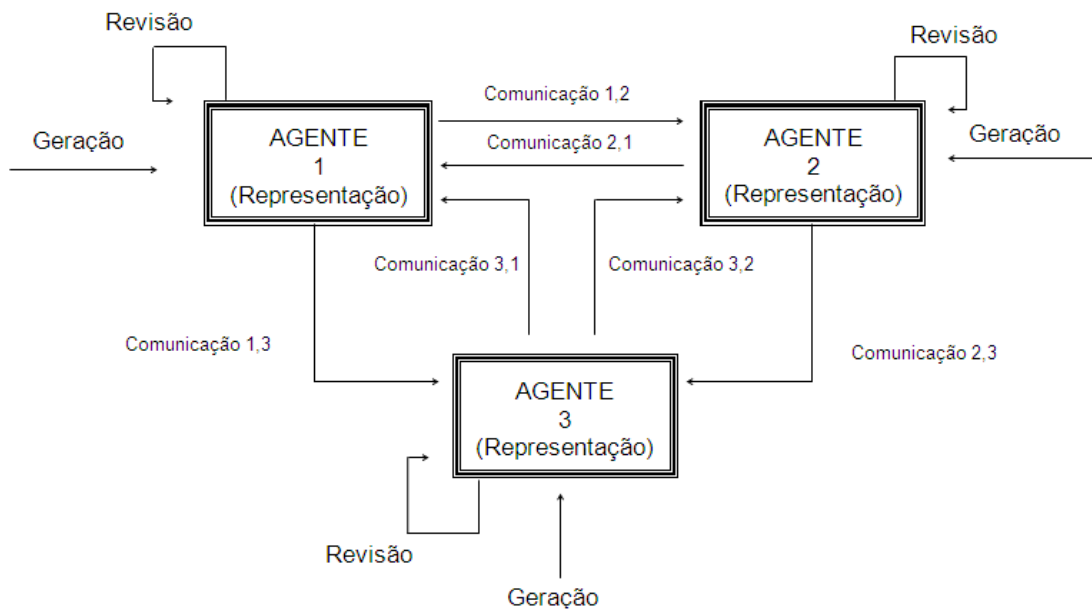 Revisão
Revisão
Comunicação 1,2
Geração
AGENTE
1
(Representação)
Comunicação 2,1
AGENTE
2
(Representação)
Geração
Comunicação 3,1
Comunicação 3,2
Comunicação 1,3
Comunicação 2,3
AGENTE
3
(Representação)
Revisão
Geração